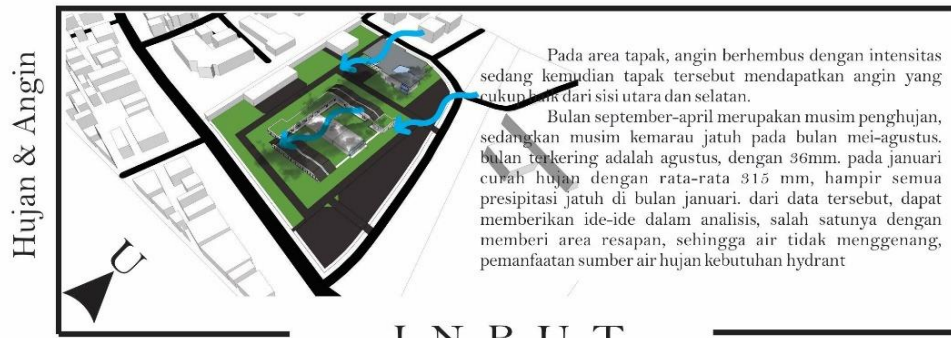 Hujan & Angin
Pada area tapak, angin berhembus dengan intensitas
sedang kemudian tapak tersebut mendapatkan angin yang
cukup baik dari sisi utara dan selatan.
Bulan september-april merupakan musim penghujan,
sedangkan musim kemarau jatuh pada bulan mei-agustus.
bulan terkering adalah agustus, dengan 36mm. pada januari
curah hujan dengan rata-rata 315 mm, hampir semua
presipitasi jatuh di bulan januari. dari data tersebut, dapat
memberikan ide-ide dalam analisis, salah satunya dengan
memberi area resapan, sehingga air tidak menggenang,
pemanfaatan sumber air hujan kebutuhan hydrant
U